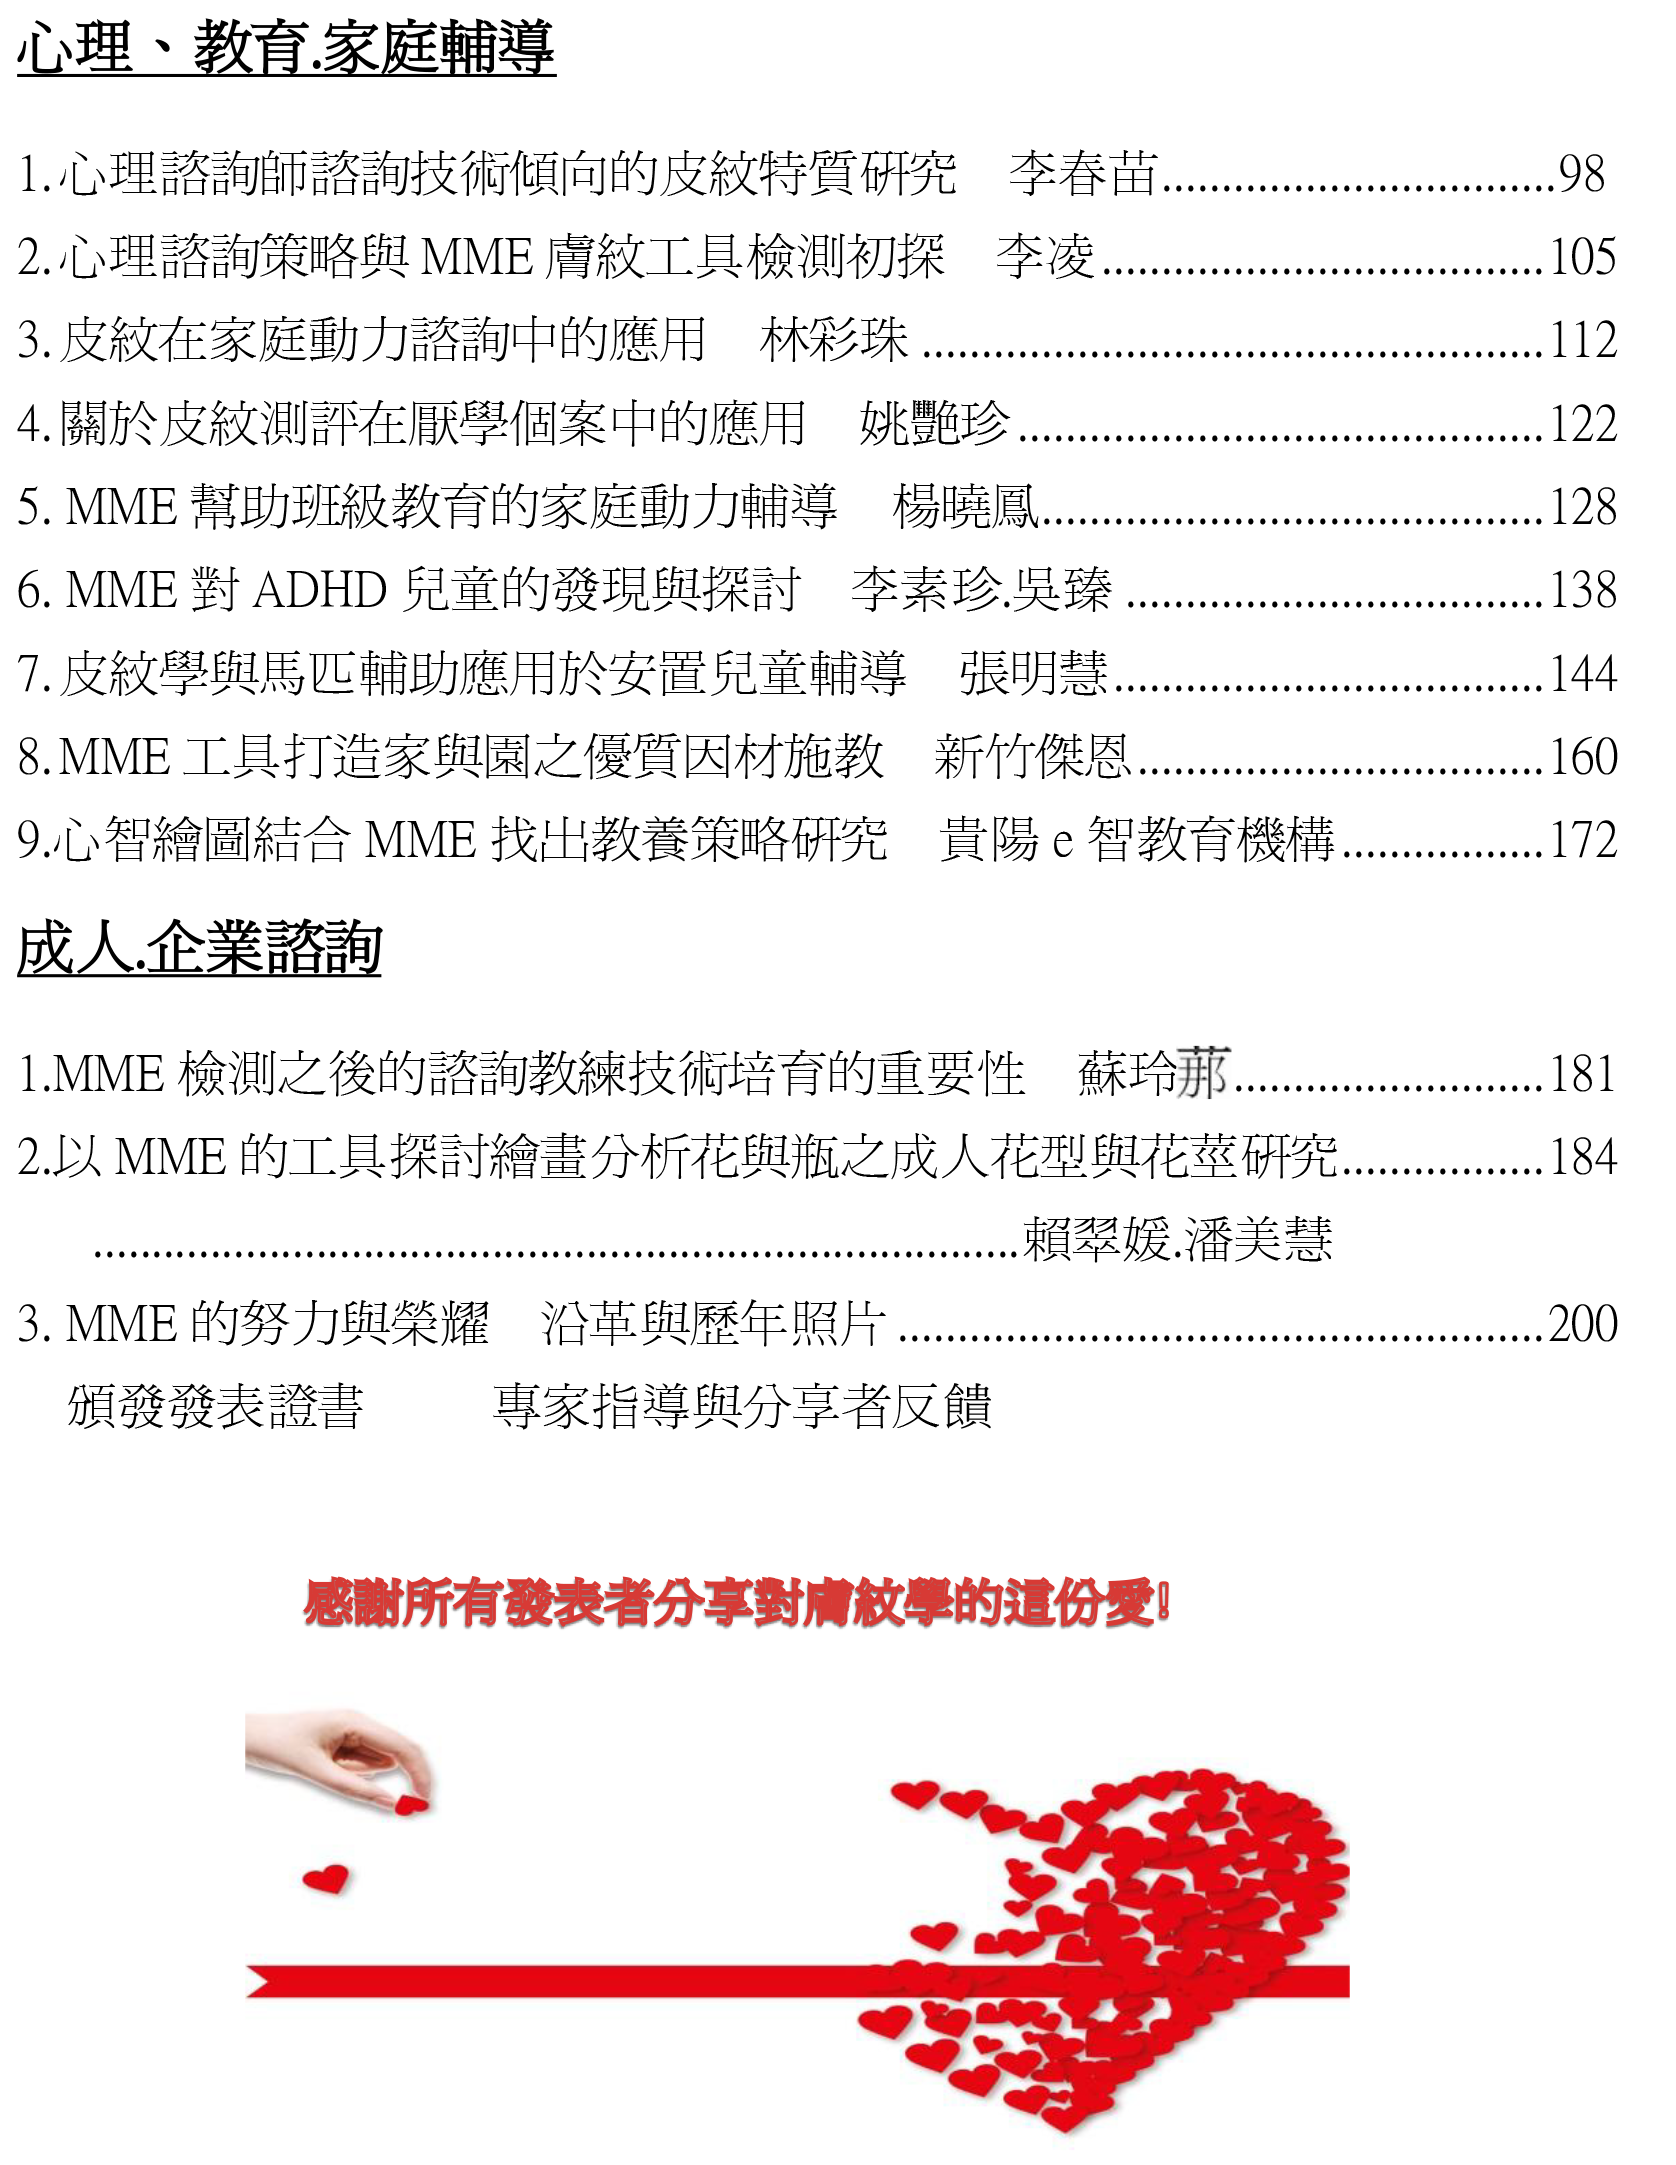 心理、教育.家庭輔導
1.心理諮詢師諮詢技術傾向的皮紋特質研究　李春苗.................................98
2.心理諮詢策略與 MME 膚紋工具檢測初探　李凌.....................................105
3.皮紋在家庭動力諮詢中的應用　林彩珠 ....................................................112
4.關於皮紋測評在厭學個案中的應用　姚艷珍............................................122
5. MME 幫助班級教育的家庭動力輔導　楊曉鳳..........................................128
6. MME 對 ADHD 兒童的發現與探討　李素珍.吳臻 ...................................138
7.皮紋學與馬匹輔助應用於安置兒童輔導　張明慧....................................144
8.MME 工具打造家與園之優質因材施教　新竹傑恩..................................160
9.心智繪圖結合 MME 找出教養策略研究　貴陽 e 智教育機構.................172
成人.企業諮詢
1.MME 檢測之後的諮詢教練技術培育的重要性　蘇玲𦰡..........................181
2.以 MME 的工具探討繪畫分析花與瓶之成人花型與花莖研究.................184
..............................................................................賴翠媛.潘美慧
3. MME 的努力與榮耀　沿革與歷年照片 ......................................................200
頒發發表證書　　專家指導與分享者反饋
感謝所有發表者分享對膚紋學的這份愛!